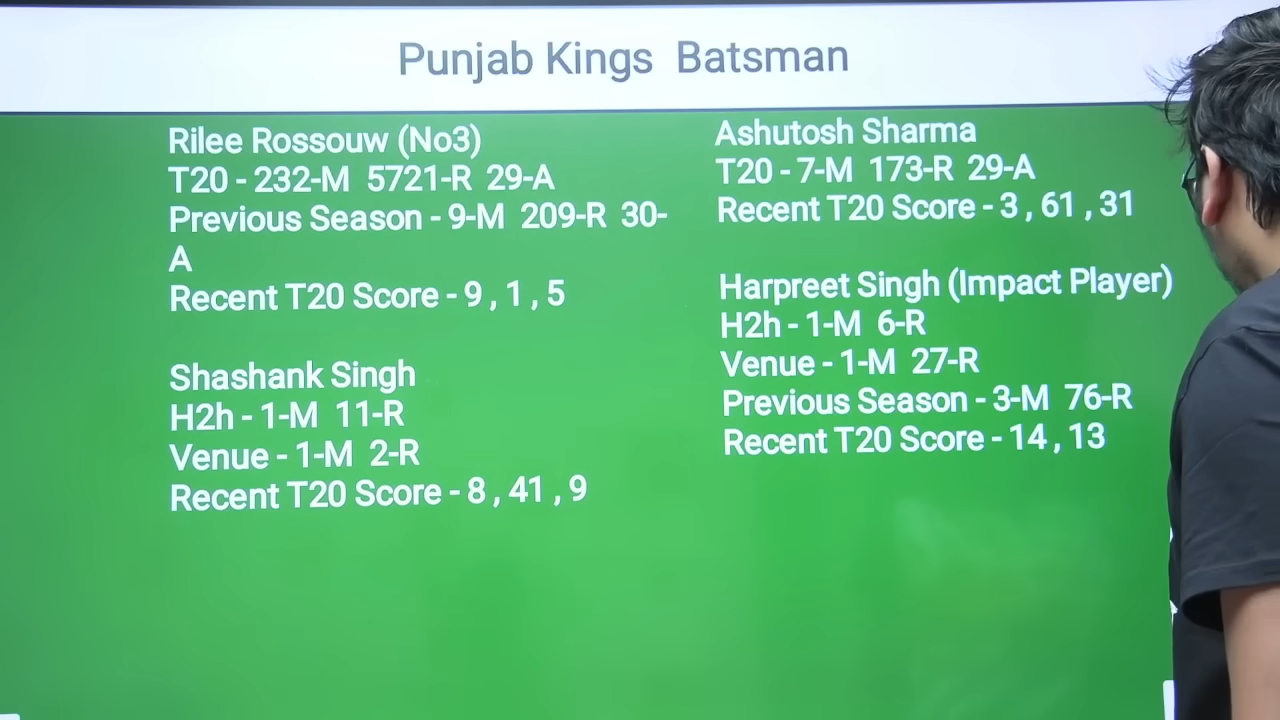 Punjab Kings Batsman
Rilee Rossouw (No3)
T20 - 232-M 5721-R 29-A
Previous Season - 9-M 209-R 30-
A
Recent T20 Score - 9 , 1 , 5
Shashank Singh
H2h - 1-M 11-R
Venue - 1-M 2-R
Recent T20 Score - 8 , 41 , 9
Ashutosh Sharma
T20 - 7-M 173-R 29-A
Recent T20 Score - 3 , 61 , 31
Harpreet Singh (Impact Player)
H2h - 1-M 6-R
Venue - 1-M 27-R
Previous Season - 3-M 76-R
Recent T20 Score - 14 , 13